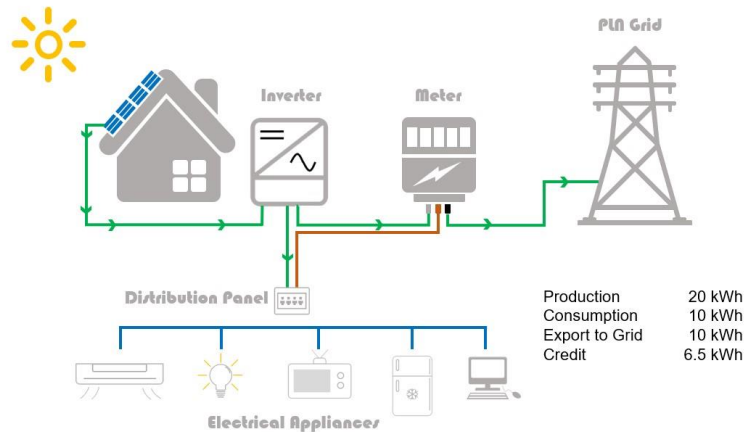 PLN Grid
Inverter
Meter
Distribution Panel
Production 20 kWh
Consumption 10 kWh
Export to Grid 10 kWh
Credit 6.5 kWh
Electrical Appliances